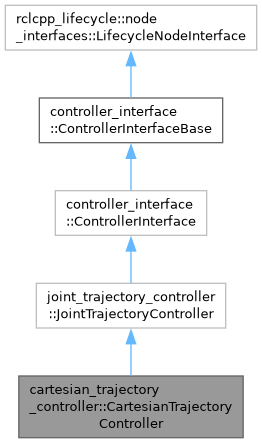 rclcpp_lifecycle::node
_interfaces::LifecycleNodeInterface
controller_interface
::ControllerInterfaceBase
controller_interface
::ControllerInterface
joint_trajectory_controller
::JointTrajectoryController
cartesian_trajectory
_controller::CartesianTrajectory
Controller